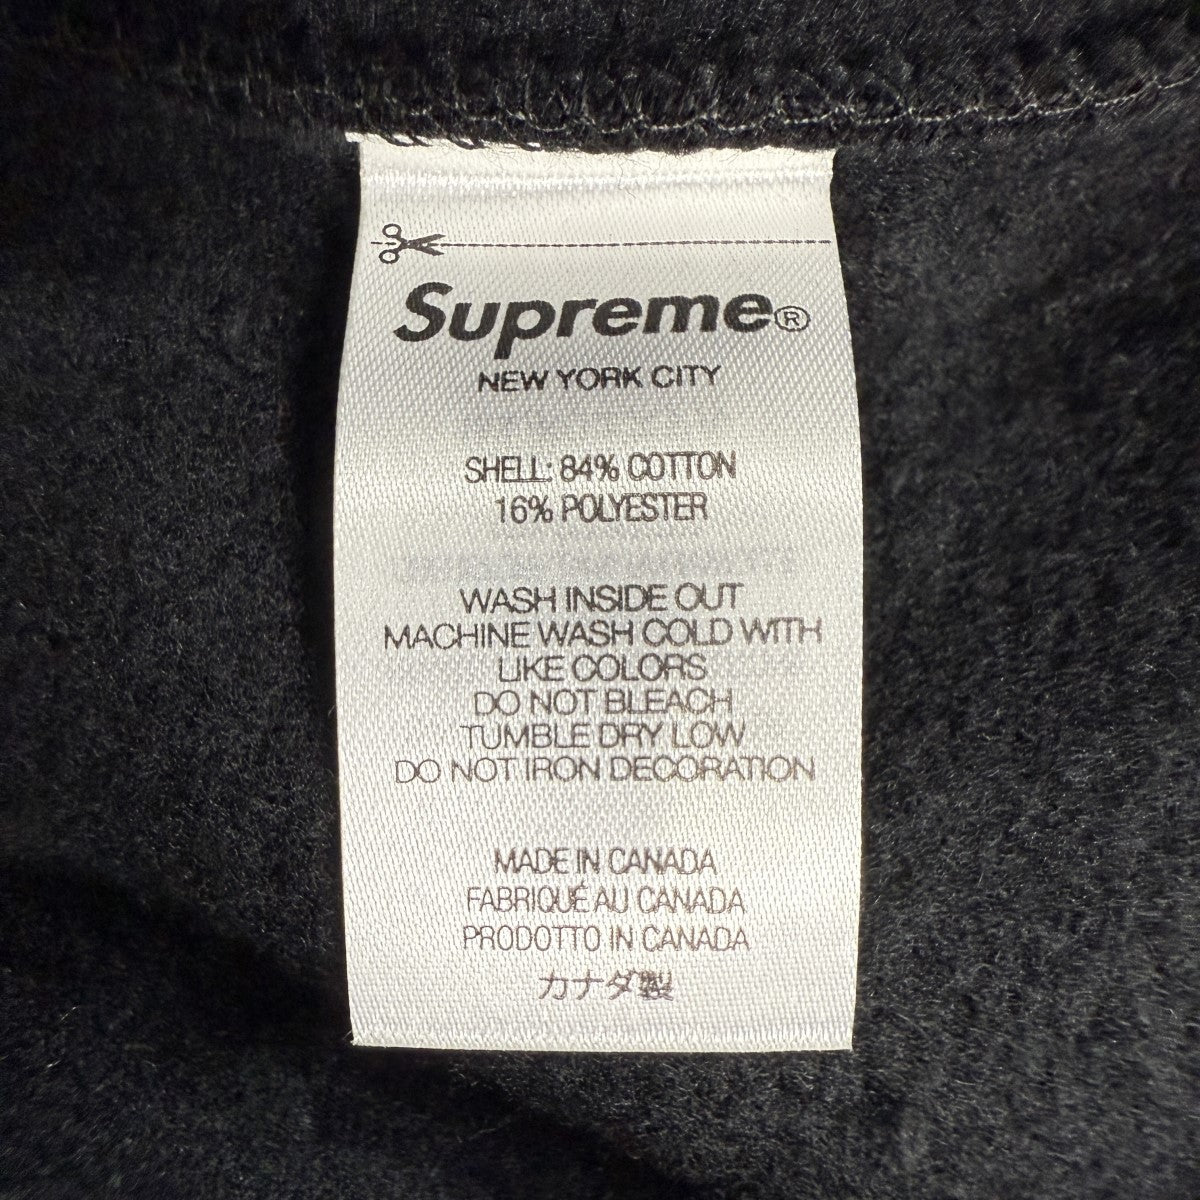 Supreme®
NEW YORK CITY
SHELL: 84% COTTON
16% POLYESTER
WASH INSIDE OUT
MACHINE WASH COLD WITH
LIKE COLORS
DO NOT BLEACH
TUMBLE DRY LOW
DO NOT IRON DECORATION
MADE IN CANADA
FABRIQUÉ AU CANADA
PRODOTTO IN CANADA
カナダ製